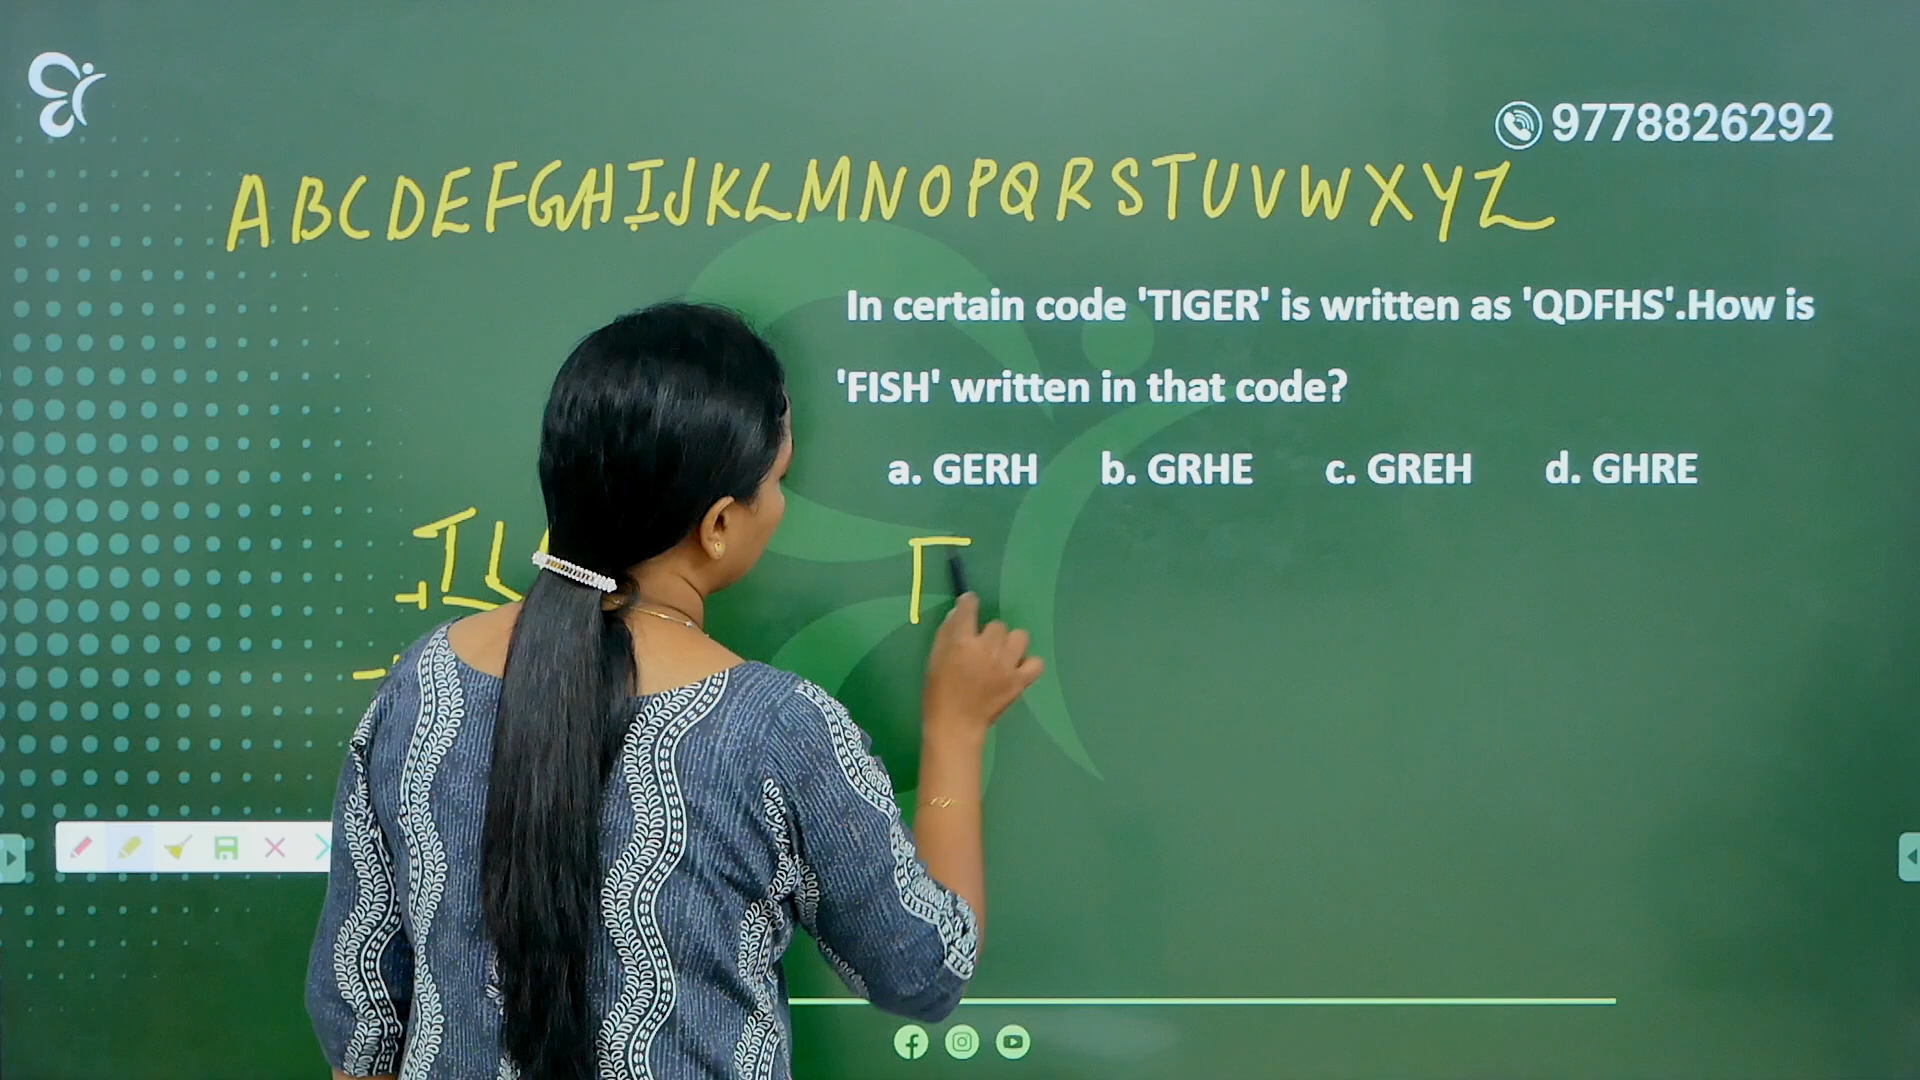 9778826292
ABCDEFGHIJKLMNOPQRSTUVWXYZ
In certain code 'TIGER' is written as 'QDFHS'.How is
'FISH' written in that code?
a. GERH b. GRHE c. GREH d. GHRE